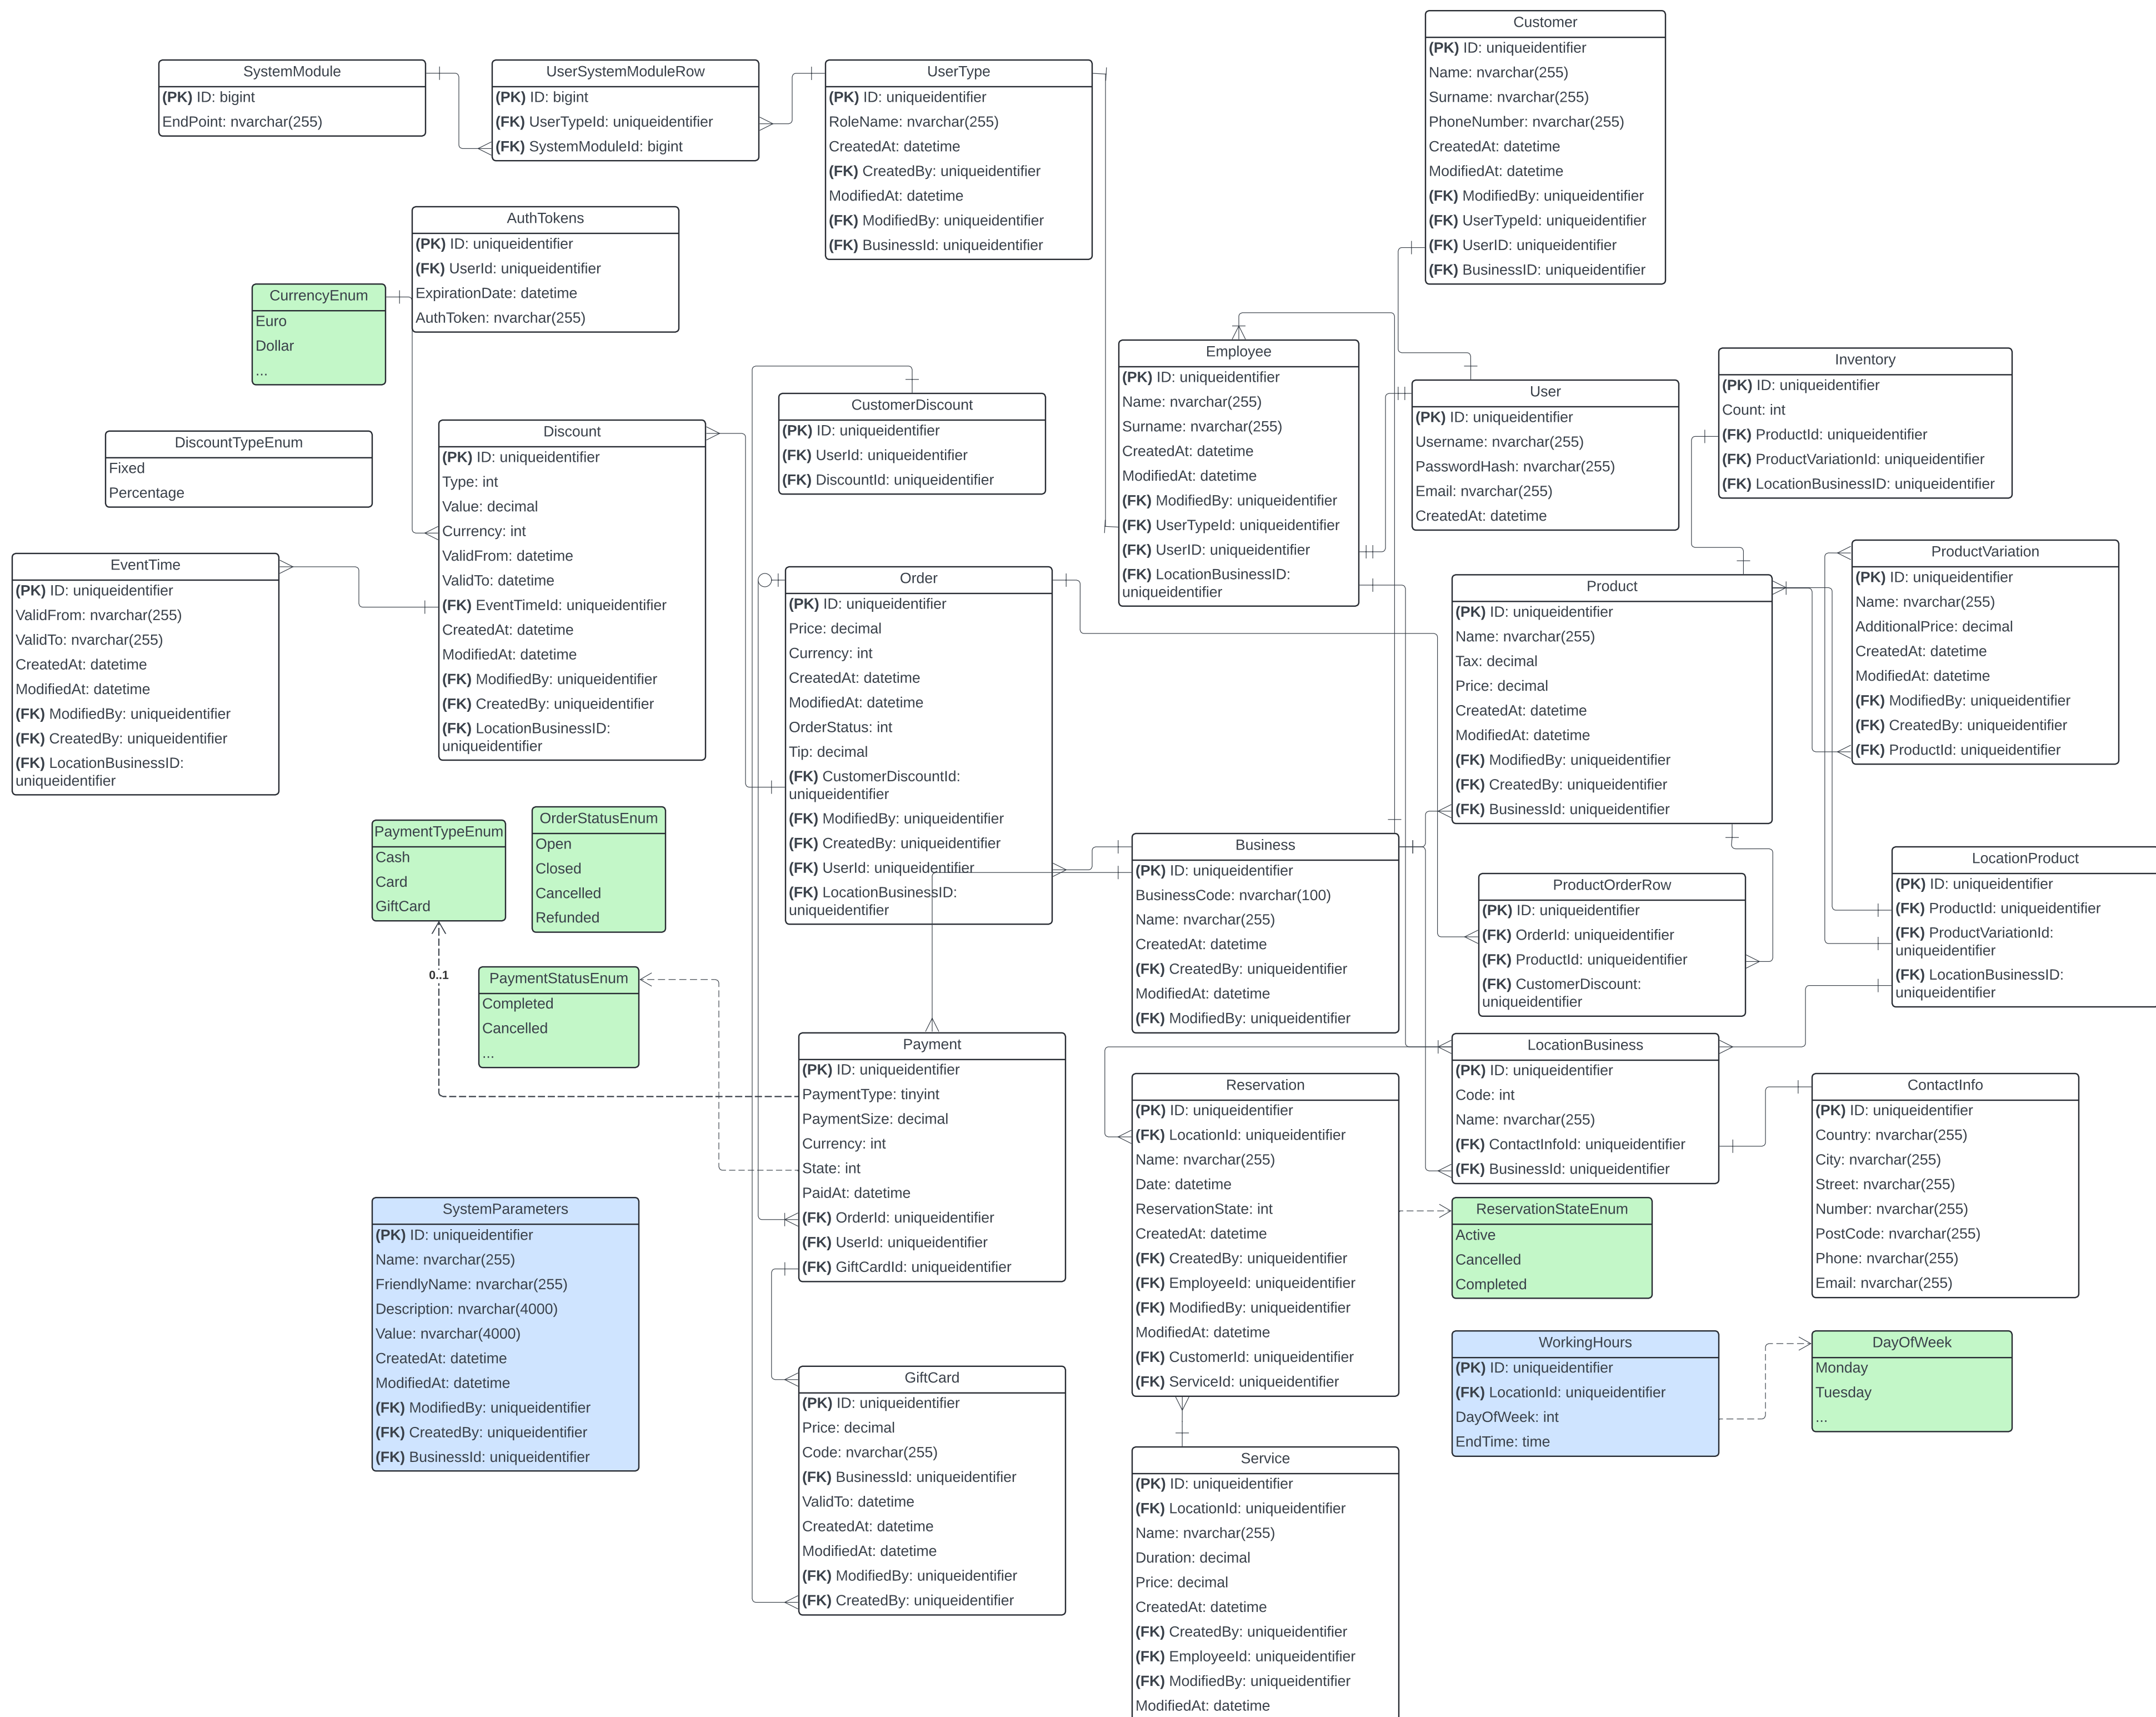 SystemModule
(PK) ID: bigint
EndPoint: nvarchar(255)
UserSystemModuleRow
(PK) ID: bigint
(FK) UserTypeId: uniqueidentifier
(FK) SystemModuleId: bigint
UserType
(PK) ID: uniqueidentifier
RoleName: nvarchar(255)
CreatedAt: datetime
(FK) CreatedBy: uniqueidentifier
ModifiedAt: datetime
(FK) ModifiedBy: uniqueidentifier
(FK) BusinessId: uniqueidentifier
Customer
(PK) ID: uniqueidentifier
Name: nvarchar(255)
Surname: nvarchar(255)
PhoneNumber: nvarchar(255)
CreatedAt: datetime
ModifiedAt: datetime
(FK) ModifiedBy: uniqueidentifier
(FK) UserTypeId: uniqueidentifier
(FK) UserID: uniqueidentifier
(FK) BusinessID: uniqueidentifier
AuthTokens
(PK) ID: uniqueidentifier
(FK) UserId: uniqueidentifier
ExpirationDate: datetime
AuthToken: nvarchar(255)
CurrencyEnum
Euro
Dollar
...
DiscountTypeEnum
Fixed
Percentage
Discount
(PK) ID: uniqueidentifier
Type: int
Value: decimal
Currency: int
ValidFrom: datetime
ValidTo: datetime
(FK) EventTimeId: uniqueidentifier
CreatedAt: datetime
ModifiedAt: datetime
(FK) ModifiedBy: uniqueidentifier
(FK) CreatedBy: uniqueidentifier
(FK) LocationBusinessID:
uniqueidentifier
CustomerDiscount
(PK) ID: uniqueidentifier
(FK) UserId: uniqueidentifier
(FK) DiscountId: uniqueidentifier
Employee
(PK) ID: uniqueidentifier
Name: nvarchar(255)
Surname: nvarchar(255)
CreatedAt: datetime
ModifiedAt: datetime
(FK) ModifiedBy: uniqueidentifier
(FK) UserTypeId: uniqueidentifier
(FK) UserID: uniqueidentifier
(FK) LocationBusinessID:
uniqueidentifier
User
(PK) ID: uniqueidentifier
Username: nvarchar(255)
PasswordHash: nvarchar(255)
Email: nvarchar(255)
CreatedAt: datetime
Inventory
(PK) ID: uniqueidentifier
Count: int
(FK) ProductId: uniqueidentifier
(FK) ProductVariationId: uniqueidentifier
(FK) LocationBusinessID: uniqueidentifier
EventTime
(PK) ID: uniqueidentifier
ValidFrom: nvarchar(255)
ValidTo: nvarchar(255)
CreatedAt: datetime
ModifiedAt: datetime
(FK) ModifiedBy: uniqueidentifier
(FK) CreatedBy: uniqueidentifier
(FK) LocationBusinessID:
uniqueidentifier
Order
(PK) ID: uniqueidentifier
Price: decimal
Currency: int
CreatedAt: datetime
ModifiedAt: datetime
OrderStatus: int
Tip: decimal
(FK) CustomerDiscountId:
uniqueidentifier
(FK) ModifiedBy: uniqueidentifier
(FK) CreatedBy: uniqueidentifier
(FK) UserId: uniqueidentifier
(FK) LocationBusinessID:
uniqueidentifier
Product
(PK) ID: uniqueidentifier
Name: nvarchar(255)
Tax: decimal
Price: decimal
CreatedAt: datetime
ModifiedAt: datetime
(FK) ModifiedBy: uniqueidentifier
(FK) CreatedBy: uniqueidentifier
(FK) BusinessId: uniqueidentifier
ProductVariation
(PK) ID: uniqueidentifier
Name: nvarchar(255)
AdditionalPrice: decimal
CreatedAt: datetime
ModifiedAt: datetime
(FK) ModifiedBy: uniqueidentifier
(FK) CreatedBy: uniqueidentifier
(FK) ProductId: uniqueidentifier
PaymentTypeEnum
Cash
Card
GiftCard
0..1
OrderStatusEnum
Open
Closed
Cancelled
Refunded
PaymentStatusEnum
Completed
Cancelled
...
Business
(PK) ID: uniqueidentifier
BusinessCode: nvarchar(100)
Name: nvarchar(255)
CreatedAt: datetime
(FK) CreatedBy: uniqueidentifier
ModifiedAt: datetime
(FK) ModifiedBy: uniqueidentifier
ProductOrderRow
(PK) ID: uniqueidentifier
(FK) OrderId: uniqueidentifier
(FK) ProductId: uniqueidentifier
(FK) CustomerDiscount:
uniqueidentifier
LocationProduct
(PK) ID: uniqueidentifier
(FK) ProductId: uniqueidentifier
(FK) ProductVariationId:
uniqueidentifier
(FK) LocationBusinessID:
uniqueidentifier
Payment
(PK) ID: uniqueidentifier
PaymentType: tinyint
PaymentSize: decimal
Currency: int
State: int
PaidAt: datetime
(FK) OrderId: uniqueidentifier
(FK) UserId: uniqueidentifier
(FK) GiftCardId: uniqueidentifier
Reservation
(PK) ID: uniqueidentifier
(FK) LocationId: uniqueidentifier
Name: nvarchar(255)
Date: datetime
ReservationState: int
CreatedAt: datetime
(FK) CreatedBy: uniqueidentifier
(FK) EmployeeId: uniqueidentifier
(FK) ModifiedBy: uniqueidentifier
ModifiedAt: datetime
(FK) CustomerId: uniqueidentifier
(FK) ServiceId: uniqueidentifier
LocationBusiness
(PK) ID: uniqueidentifier
Code: int
Name: nvarchar(255)
(FK) ContactInfoId: uniqueidentifier
(FK) BusinessId: uniqueidentifier
ContactInfo
(PK) ID: uniqueidentifier
Country: nvarchar(255)
City: nvarchar(255)
Street: nvarchar(255)
Number: nvarchar(255)
PostCode: nvarchar(255)
Phone: nvarchar(255)
Email: nvarchar(255)
SystemParameters
(PK) ID: uniqueidentifier
Name: nvarchar(255)
FriendlyName: nvarchar(255)
Description: nvarchar(4000)
Value: nvarchar(4000)
CreatedAt: datetime
ModifiedAt: datetime
(FK) ModifiedBy: uniqueidentifier
(FK) CreatedBy: uniqueidentifier
(FK) BusinessId: uniqueidentifier
ReservationStateEnum
Active
Cancelled
Completed
WorkingHours
(PK) ID: uniqueidentifier
(FK) LocationId: uniqueidentifier
DayOfWeek: int
EndTime: time
DayOfWeek
Monday
Tuesday
...
GiftCard
(PK) ID: uniqueidentifier
Price: decimal
Code: nvarchar(255)
(FK) BusinessId: uniqueidentifier
ValidTo: datetime
CreatedAt: datetime
ModifiedAt: datetime
(FK) ModifiedBy: uniqueidentifier
(FK) CreatedBy: uniqueidentifier
Service
(PK) ID: uniqueidentifier
(FK) LocationId: uniqueidentifier
Name: nvarchar(255)
Duration: decimal
Price: decimal
CreatedAt: datetime
(FK) CreatedBy: uniqueidentifier
(FK) EmployeeId: uniqueidentifier
(FK) ModifiedBy: uniqueidentifier
ModifiedAt: datetime